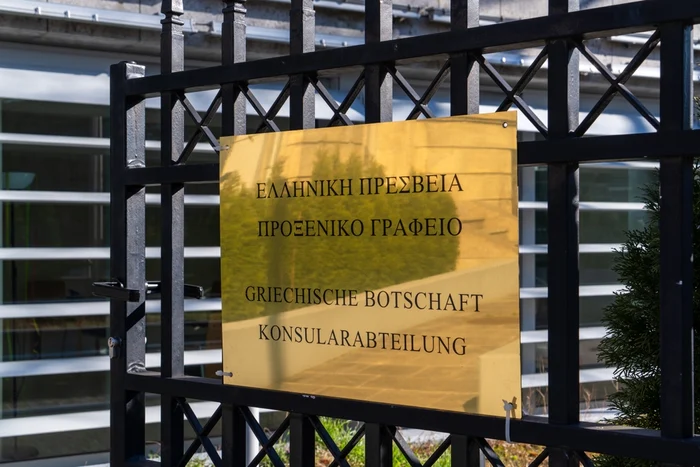 ΕΛΛΗΝΙΚΗ ΠΡΕΣΒΕΙΑ
ΠΡΟΞΕΝΙΚΟ ΓΡΑΦΕΙΟ
GRIECHISCHE BOTSCHAFT
KONSULARABTEILUNG